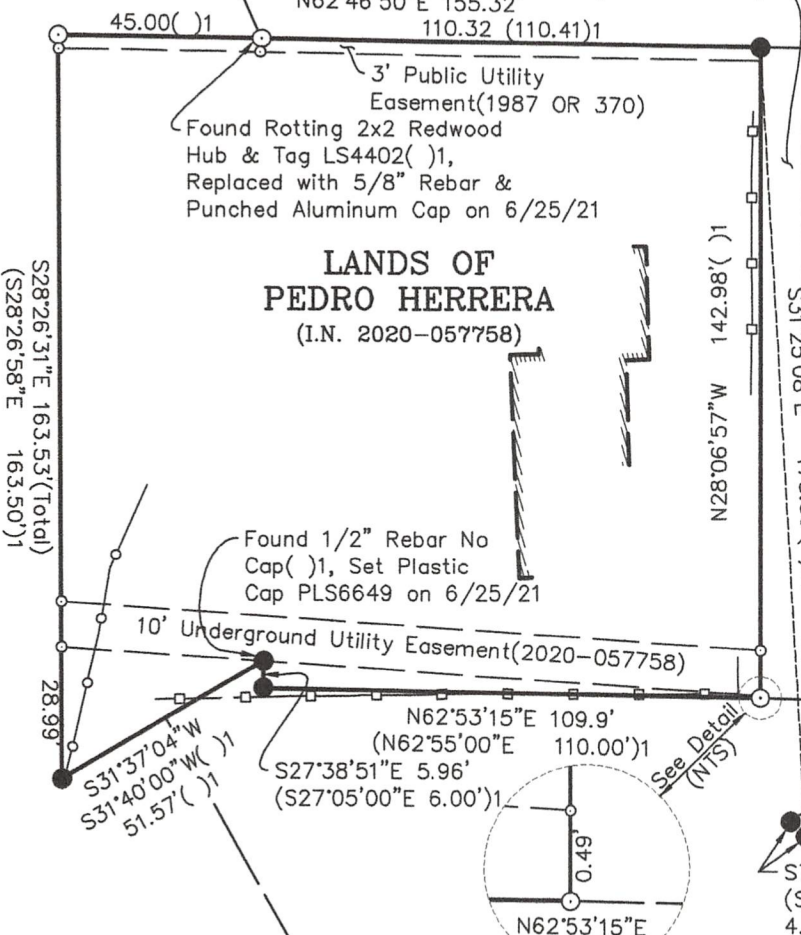 N62°46'50"E 155.32'
45.00( )1
110.32 (110.41)1
3' Public Utility
Easement(1987 OR 370)
Found Rotting 2x2 Redwood
Hub & Tag LS4402( )1,
Replaced with 5/8" Rebar &
Punched Aluminum Cap on 6/25/21
LANDS OF
PEDRO HERRERA
(I.N. 2020-057758)
S28°26'31"E 163.53'(Total)
(S28°26'58"E 163.50')1
N28°06'57"W 142.98'( )1
S31°25'08"E
Found 1/2" Rebar No
Cap( )1, Set Plastic
Cap PLS6649 on 6/25/21
10' Underground Utility Easement(2020-057758)
28.99'
N62°53'15"E 109.9'
(N62°55'00"E 110.00')1
S31°37'04"W
S31°40'00"W( )1
51.57'( )1
S27°38'51"E 5.96'
(S27°05'00"E 6.00')1
See Detail
(NTS)
0.49'
N62°53'15"E
S
(S
4.